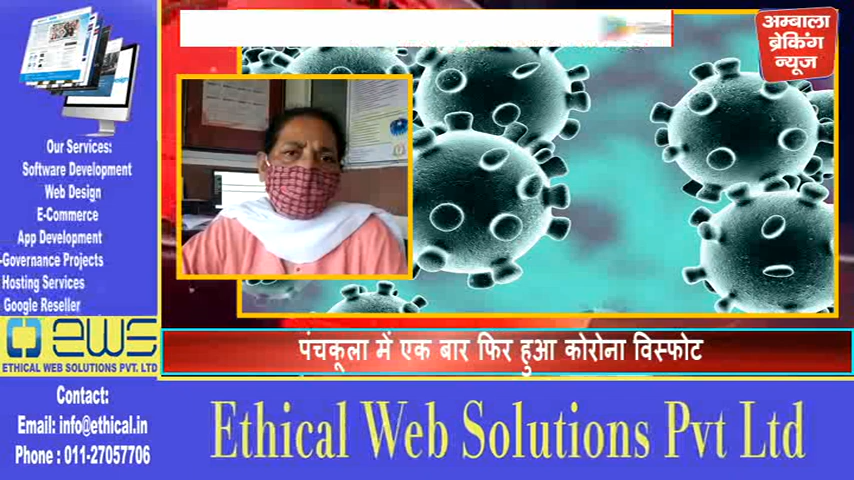 अम्बाला
ब्रेकिंग
न्यूज
Our Services:
Software Development
Web Design
E-Commerce
App Development
-Governance Projects
Hosting Services
Google Reseller
ews
ETHICAL WEB SOLUTIONS PVT. LTD
पंचकूला में एक बार फिर हुआ कोरोना विस्फोट
Contact:
Email: info@ethical.in
Phone : 011-27057706
Ethical Web Solutions Pvt Ltd